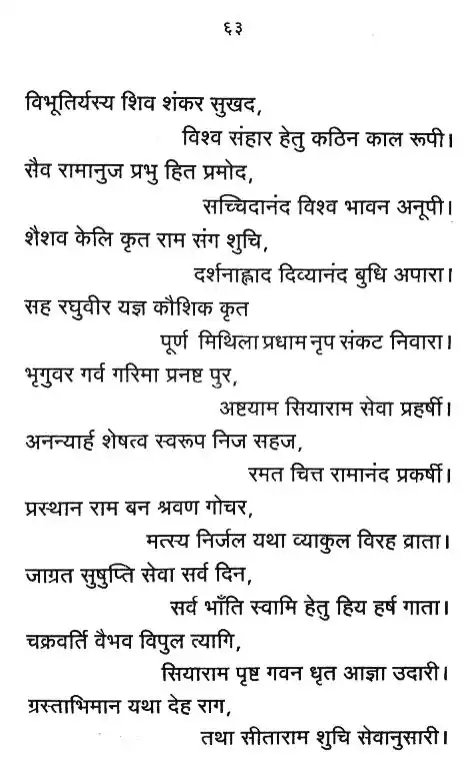 ६३
विभूतिर्यस्य शिव शंकर सुखद,
विश्व संहार हेतु कठिन काल रूपी।
सैव रामानुज प्रभु हित प्रमोद,
सच्चिदानंद विश्व भावन अनूपी।
शैशव केलि कृत राम संग शुचि,
दर्शनाह्लाद दिव्यानंद बुधि अपारा।
सह रघुवीर यज्ञ कौशिक कृत
पूर्ण मिथिला प्रधाम नृप संकट निवारा।
भृगुवर गर्व गरिमा प्रनष्ट पुर,
अष्टयाम सियाराम सेवा प्रहर्षी।
अनन्यार्ह शेषत्व स्वरूप निज सहज,
रमत चित्त रामानंद प्रकर्षी।
प्रस्थान राम बन श्रवण गोचर,
मत्स्य निर्जल यथा व्याकुल विरह व्राता।
जाग्रत सुषुप्ति सेवा सर्व दिन,
सर्व भाँति स्वामि हेतु हिय हर्ष गाता।
चक्रवर्ति वैभव विपुल त्यागि,
सियाराम पृष्ट गवन धृत आज्ञा उदारी।
ग्रस्ताभिमान यथा देह राग,
तथा सीताराम शुचि सेवानुसारी।